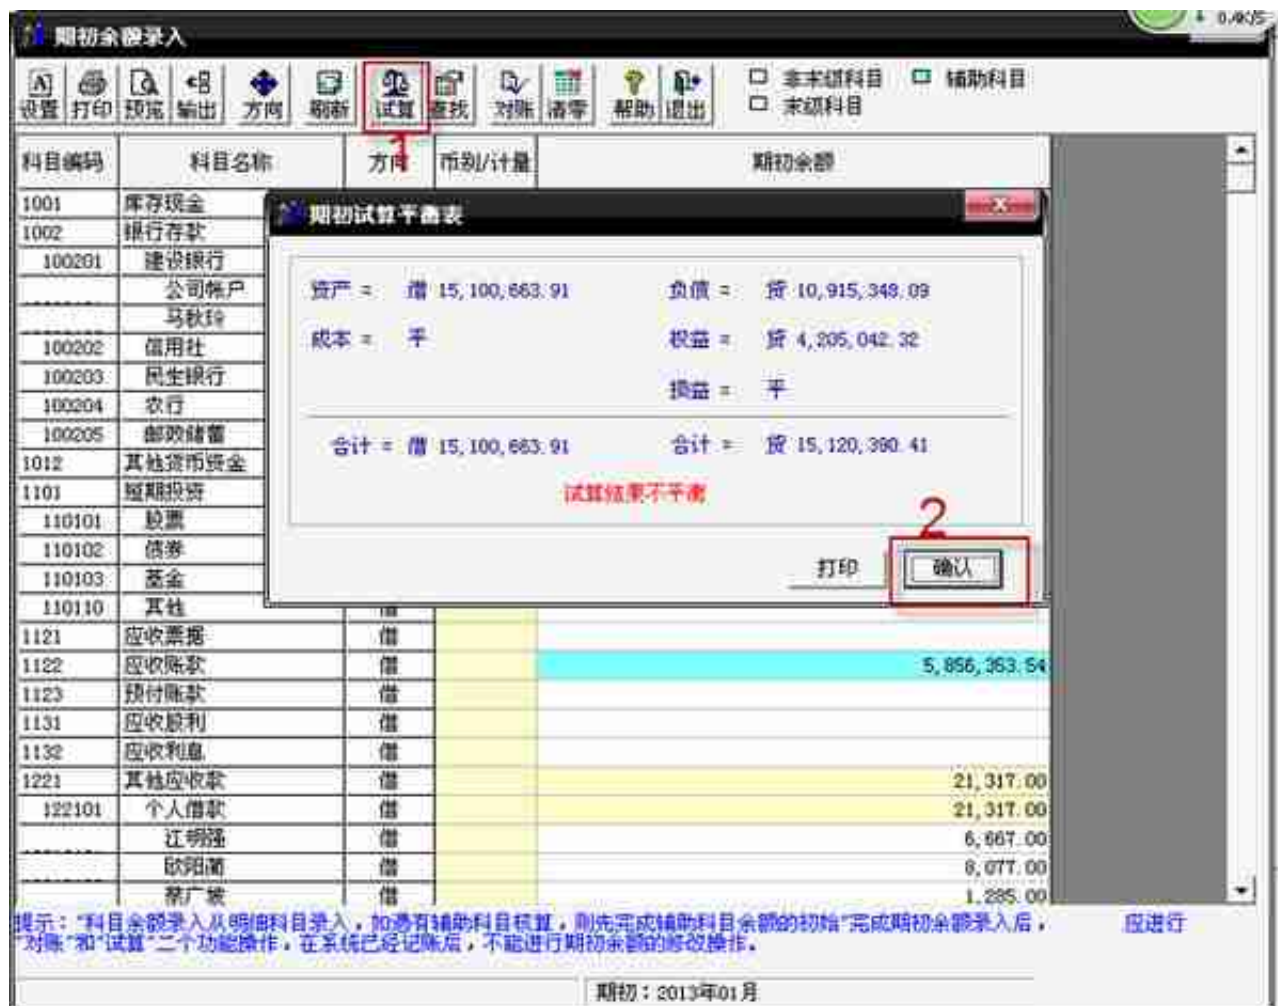 0.4K/S
期初余额录入
设置 打印 预览 输出 方向 刷新 试算 查找 对账 清零 帮助 退出
非末级科目 辅助科目
末级科目
1
科目编码 科目名称 方向 币别/计量 期初余额
1001 库存现金
1002 银行存款
100201 建设银行
公司帐户
马秋玲
100202 信用社
100203 民生银行
100204 农行
100205 邮政储蓄
1012 其他货币资金
1101 短期投资
110101 股票
110102 债券
110103 基金
110110 其他 借
期初试算平衡表
资产 = 借 15,100,663.91 负债 = 贷 10,915,348.09
成本 = 平 权益 = 贷 4,205,042.32
损益 = 平
合计 = 借 15,100,663.91 合计 = 贷 15,120,390.41
试算结果不平衡
2
打印 确认
1121 应收票据 借
1122 应收账款 借 5,856,353.54
1123 预付账款 借
1131 应收股利 借
1132 应收利息 借
1221 其他应收款 借 21,317.00
122101 个人借款 借 21,317.00
江明强 借 6,667.00
欧阳 借 8,077.00
蔡广 借 1,285.00
提示："科目余额录入从明细科目录入，如遇有辅助科目核算，则先完成辅助科目余额的初始"完成期初余额录入后， 应进行
"对账"和"试算"二个功能操作，在系统已经记账后，不能进行期初余额的修改操作。
期初：2013年01月